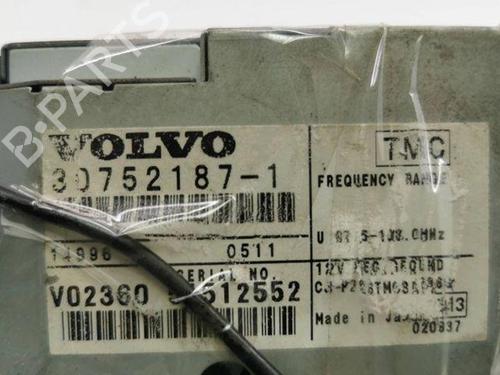 VOLVO
30752187-1
14996 0511
SERIAL NO.
V02360 512552
TMC
FREQUENCY RANGE
U 87.5-108.0MHz
12V NEG. GROUND
Made in
13
020837
B-PARTS